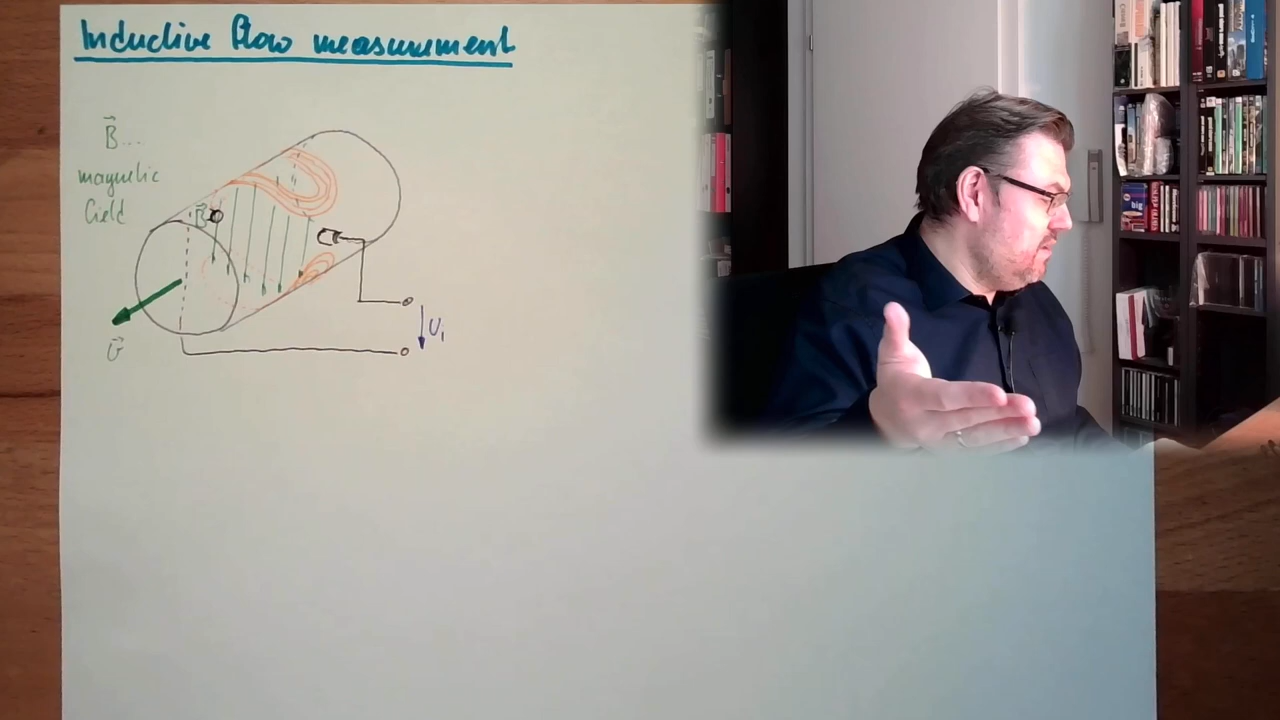 Inductive flow measurement
B⃗...
magnetic
field
B⃗
U₁
v⃗